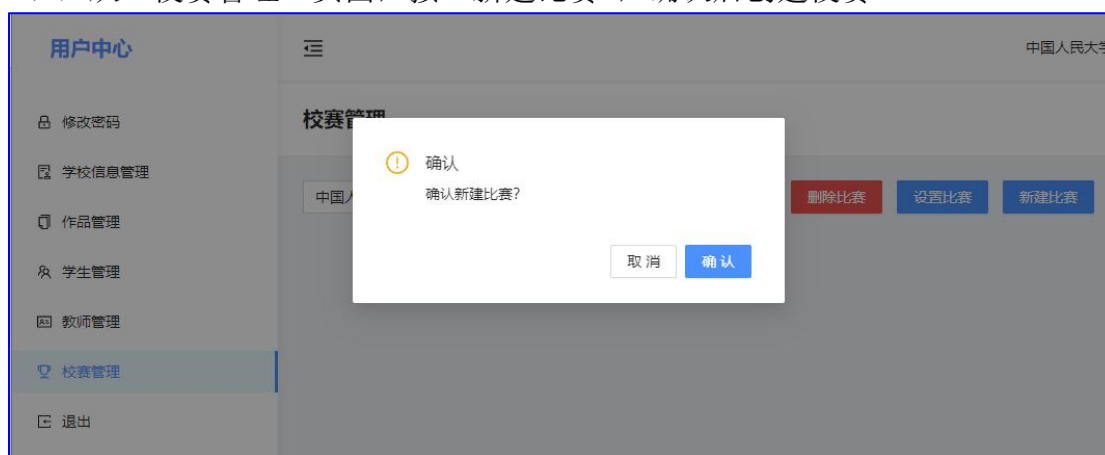 用户中心
中国人民大学
修改密码
校赛管理
确认
学校信息管理
确认新建比赛?
中国人
删除比赛
设置比赛
新建比赛
作品管理
取 消
确 认
学生管理
教师管理
校赛管理
退出